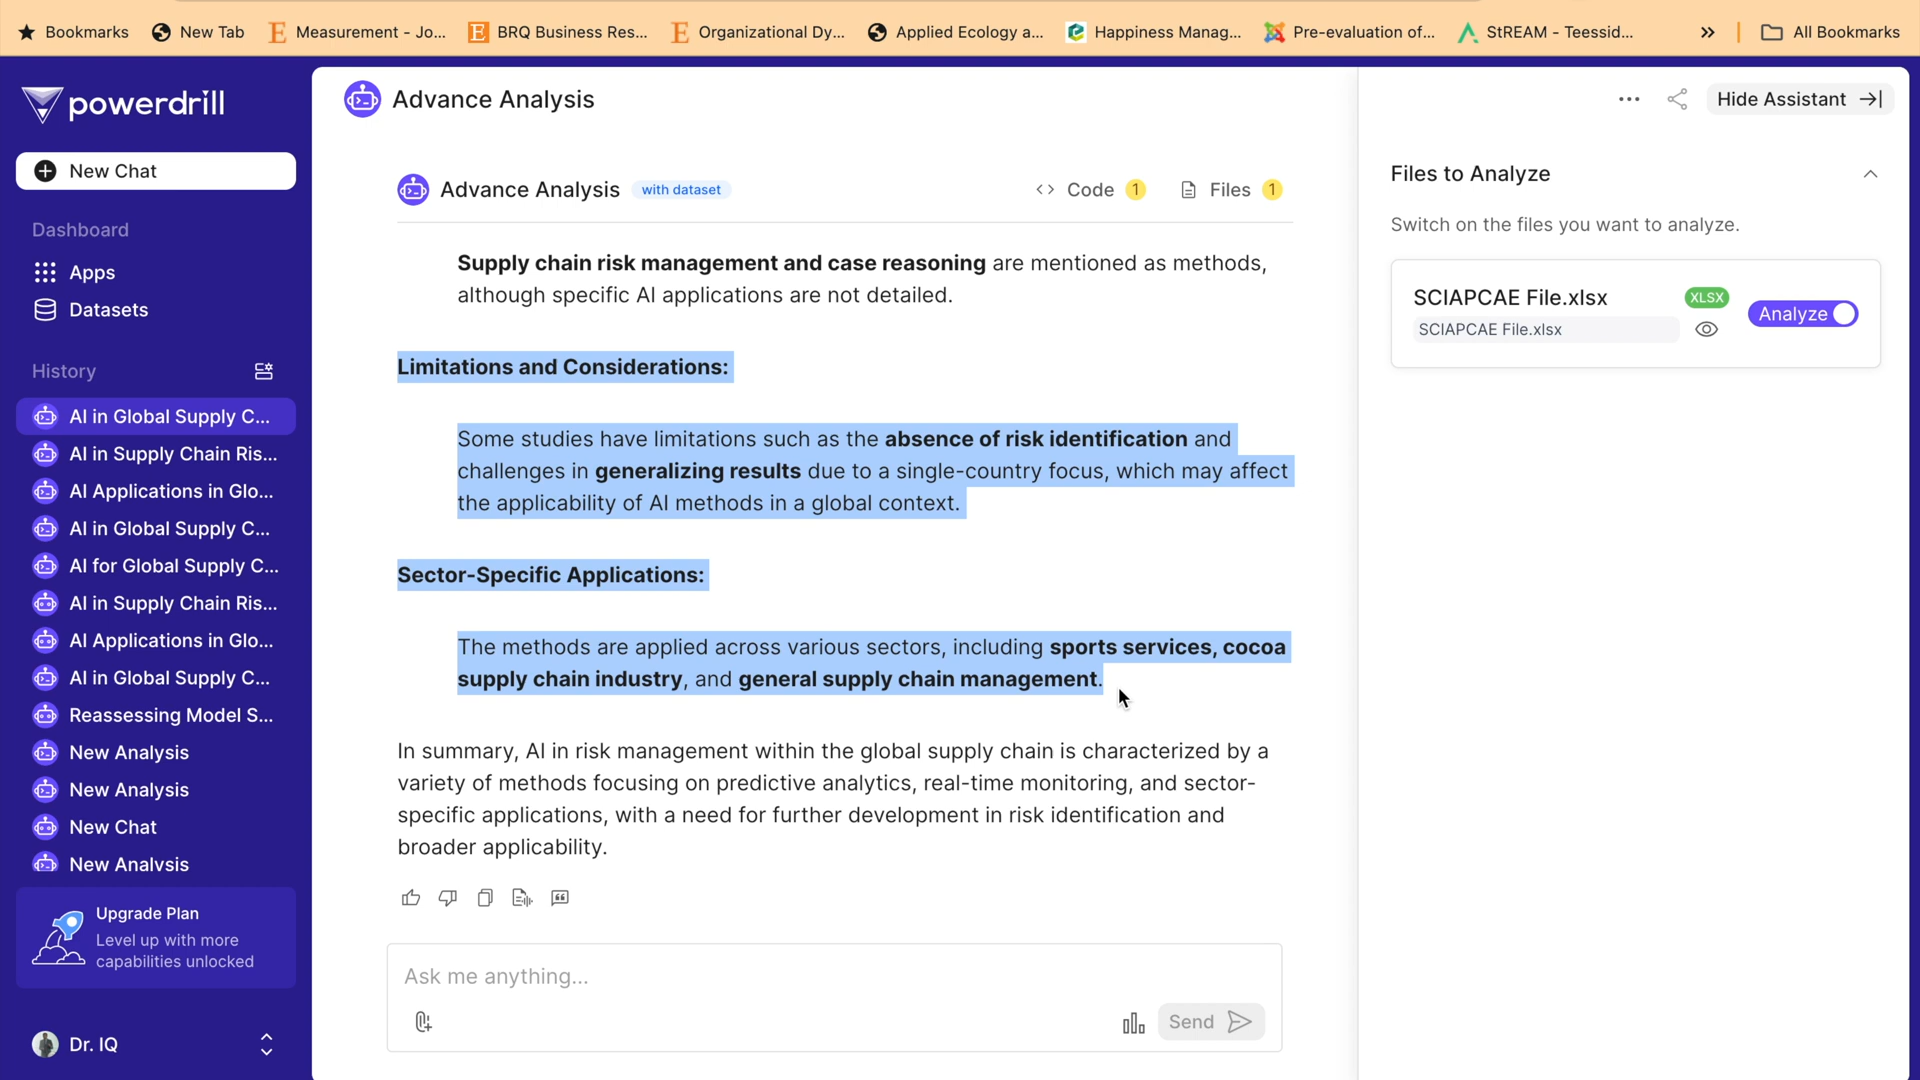 Bookmarks
New Tab
Measurement - Jo...
BRQ Business Res...
Organizational Dy...
Applied Ecology a...
Happiness Manag...
Pre-evaluation of...
StREAM - Teessid...
»
All Bookmarks
powerdrill
New Chat
Dashboard
Apps
Datasets
History
AI in Global Supply C...
AI in Supply Chain Ris...
AI Applications in Glo...
AI in Global Supply C...
AI for Global Supply C...
AI in Supply Chain Ris...
AI Applications in Glo...
AI in Global Supply C...
Reassessing Model S...
New Analysis
New Analysis
New Chat
New Analysis
Upgrade Plan
Level up with more
capabilities unlocked
Dr. IQ
Advance Analysis
Advance Analysis with dataset
<> Code 1
Files 1
Supply chain risk management and case reasoning are mentioned as methods,
although specific AI applications are not detailed.
Limitations and Considerations:
Some studies have limitations such as the absence of risk identification and
challenges in generalizing results due to a single-country focus, which may affect
the applicability of AI methods in a global context.
Sector-Specific Applications:
The methods are applied across various sectors, including sports services, cocoa
supply chain industry, and general supply chain management.
In summary, AI in risk management within the global supply chain is characterized by a
variety of methods focusing on predictive analytics, real-time monitoring, and sector-
specific applications, with a need for further development in risk identification and
broader applicability.
Ask me anything...
Send
Hide Assistant
Files to Analyze
Switch on the files you want to analyze.
SCIAPCAE File.xlsx
XLSX
SCIAPCAE File.xlsx
Analyze